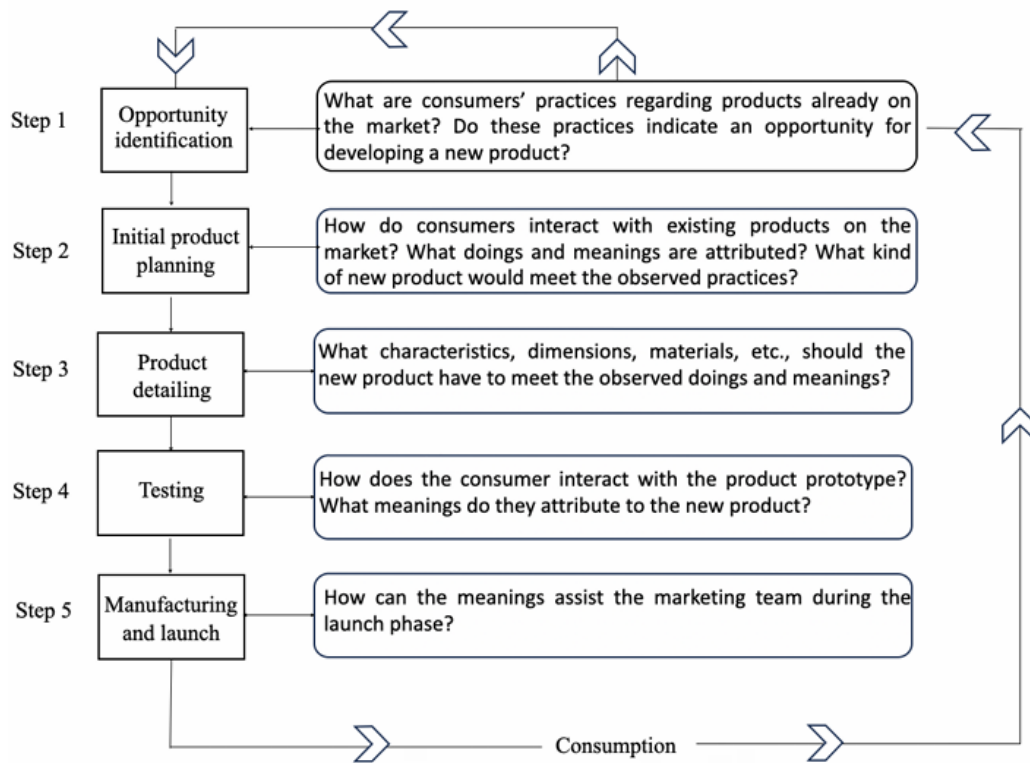 Step 1
Opportunity
identification
What are consumers’ practices regarding products already on
the market? Do these practices indicate an opportunity for
developing a new product?
Step 2
Initial product
planning
How do consumers interact with existing products on the
market? What doings and meanings are attributed? What kind
of new product would meet the observed practices?
Step 3
Product
detailing
What characteristics, dimensions, materials, etc., should the
new product have to meet the observed doings and meanings?
Step 4
Testing
How does the consumer interact with the product prototype?
What meanings do they attribute to the new product?
Step 5
Manufacturing
and launch
How can the meanings assist the marketing team during the
launch phase?
Consumption